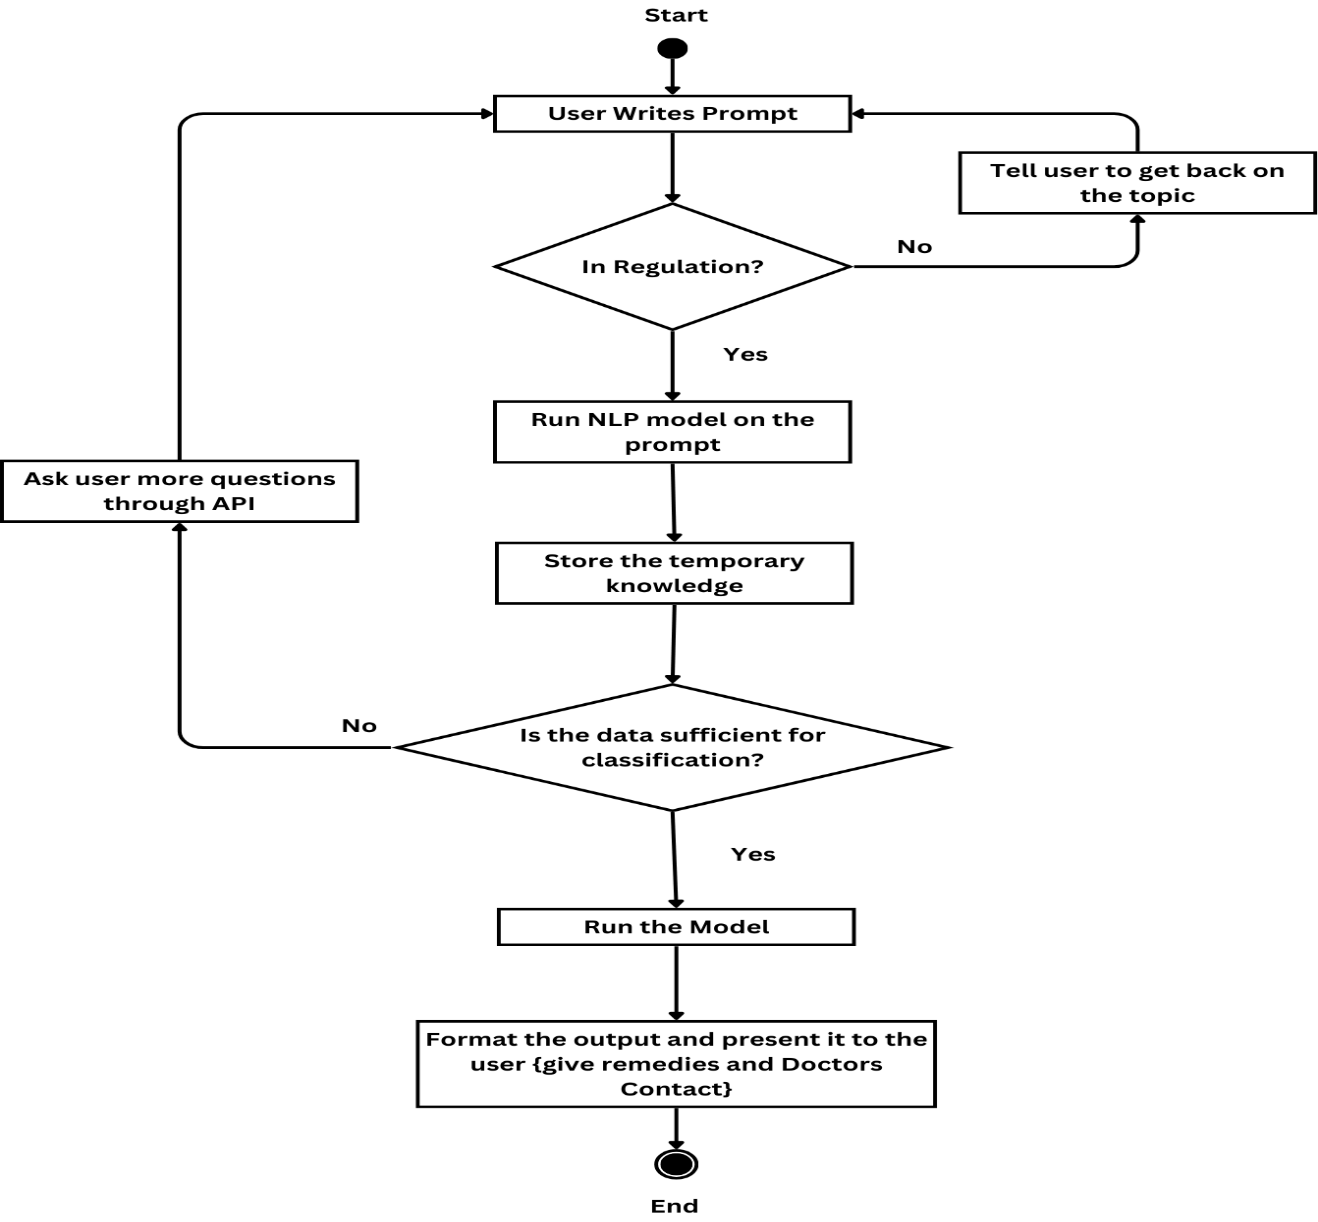 Start
User Writes Prompt
Tell user to get back on
the topic
No
In Regulation?
Yes
Run NLP model on the
prompt
Ask user more questions
through API
Store the temporary
knowledge
No
Is the data sufficient for
classification?
Yes
Run the Model
Format the output and present it to the
user {give remedies and Doctors
Contact}
End